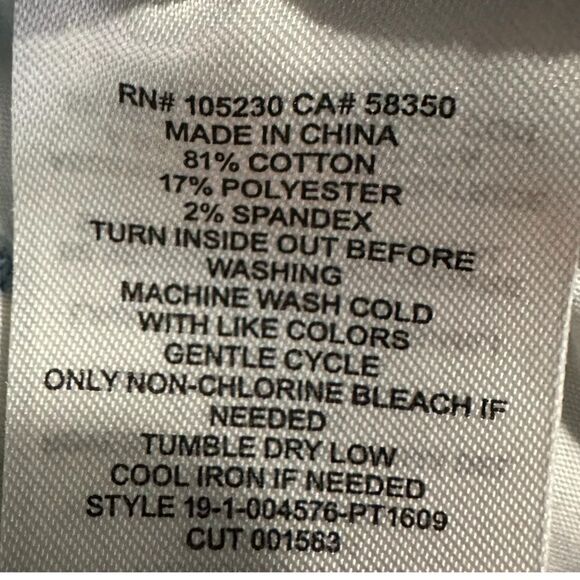 RN# 105230 CA# 58350
MADE IN CHINA
81% COTTON
17% POLYESTER
2% SPANDEX
TURN INSIDE OUT BEFORE
WASHING
MACHINE WASH COLD
WITH LIKE COLORS
GENTLE CYCLE
ONLY NON-CHLORINE BLEACH IF
NEEDED
TUMBLE DRY LOW
COOL IRON IF NEEDED
STYLE 19-1-004576-PT1609
CUT 001563